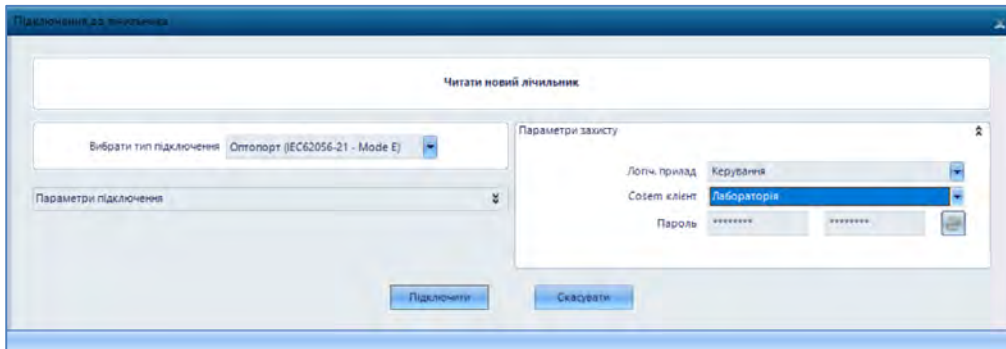 Підключення до лічильника
Читати новий лічильник
Вибрати тип підключення Оптопорт (IEC62056-21 - Mode E)
Параметри підключення
Параметри захисту
Логіч. прилад Керування
Cosem клієнт Лабораторія
Пароль ******** ********
Підключити Скасувати